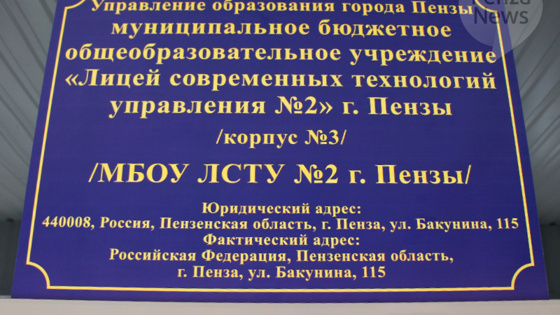 Управление образования города Пензы
муниципальное бюджетное
общеобразовательное учреждение
«Лицей современных технологий
управления №2» г. Пензы
/корпус №3/
/МБОУ ЛСТУ №2 г. Пензы/
Юридический адрес:
440008, Россия, Пензенская область, г. Пенза, ул. Бакунина, 115
Фактический адрес:
Российская Федерация, Пензенская область,
г. Пенза, ул. Бакунина, 115
Penza
News